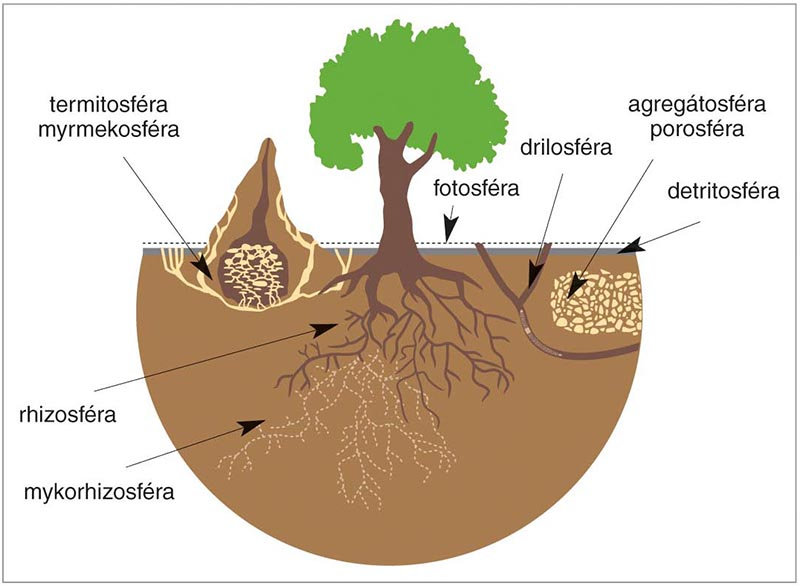 termitosféra
myrmekosféra
agregátosféra
porosféra
drilosféra
fotosféra
detritosféra
rhizosféra
mykorhizosféra